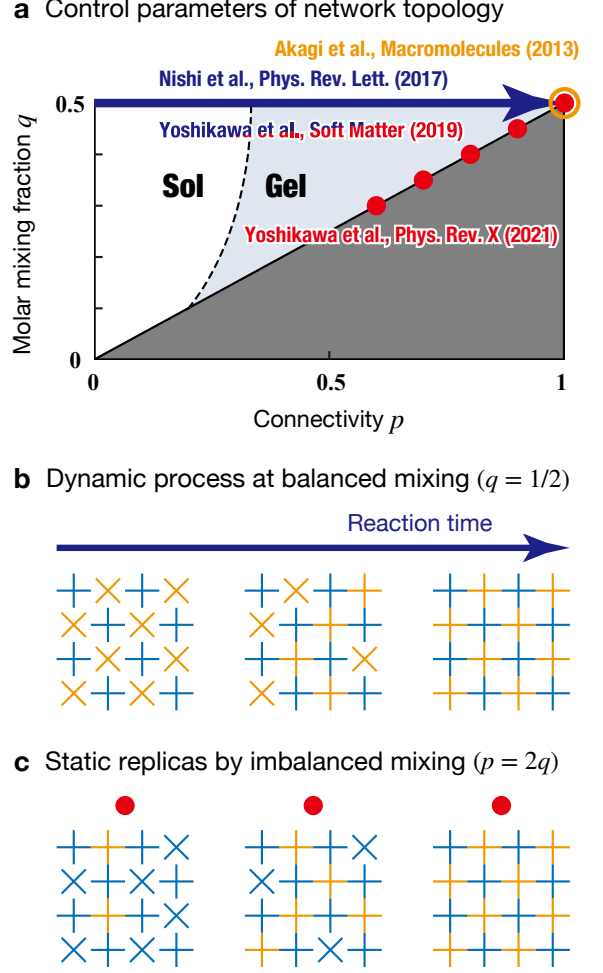 a Control parameters of network topology
Akagi et al., Macromolecules (2013)
Nishi et al., Phys. Rev. Lett. (2017)
0.5
Yoshikawa et al., Soft Matter (2019)
Sol
Gel
Yoshikawa et al., Phys. Rev. X (2021)
Molar mixing fraction q
0
0
0.5
1
Connectivity p
b Dynamic process at balanced mixing (q = 1/2)
Reaction time
c Static replicas by imbalanced mixing (p = 2q)